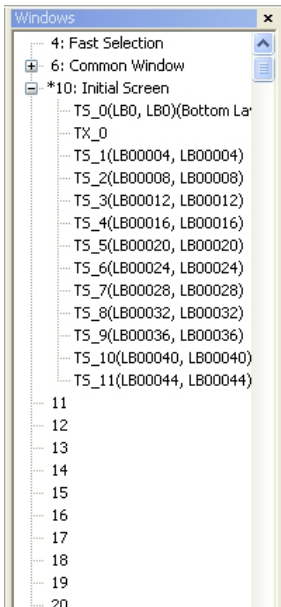 Windows
4: Fast Selection
6: Common Window
*10: Initial Screen
TS_0(LB0, LB0)(Bottom La
TX_0
TS_1(LB00004, LB00004)
TS_2(LB00008, LB00008)
TS_3(LB00012, LB00012)
TS_4(LB00016, LB00016)
TS_5(LB00020, LB00020)
TS_6(LB00024, LB00024)
TS_7(LB00028, LB00028)
TS_8(LB00032, LB00032)
TS_9(LB00036, LB00036)
TS_10(LB00040, LB00040)
TS_11(LB00044, LB00044)
11
12
13
14
15
16
17
18
19
20